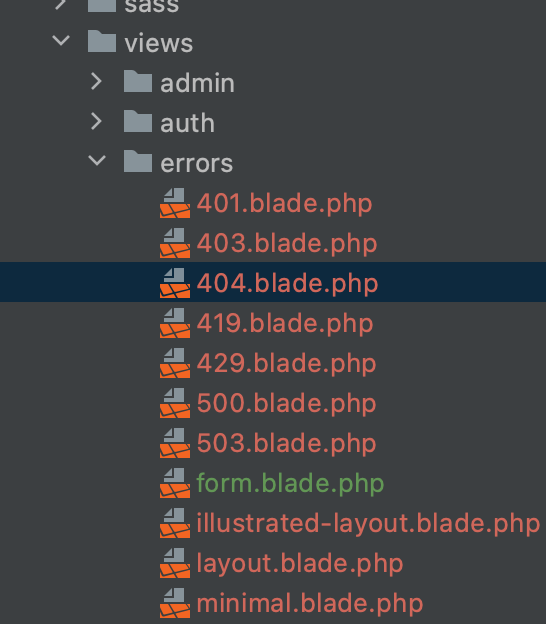 sass
views
admin
auth
errors
401.blade.php
403.blade.php
404.blade.php
419.blade.php
429.blade.php
500.blade.php
503.blade.php
form.blade.php
illustrated-layout.blade.php
layout.blade.php
minimal.blade.php